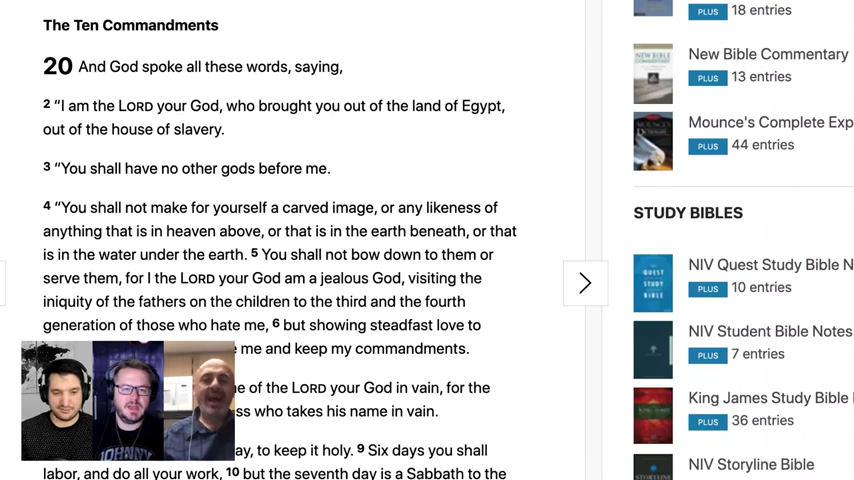 The Ten Commandments
20 And God spoke all these words, saying,
2 “I am the LORD your God, who brought you out of the land of Egypt,
out of the house of slavery.
3 “You shall have no other gods before me.
4 “You shall not make for yourself a carved image, or any likeness of
anything that is in heaven above, or that is in the earth beneath, or that
is in the water under the earth. 5 You shall not bow down to them or
serve them, for I the LORD your God am a jealous God, visiting the
iniquity of the fathers on the children to the third and the fourth
generation of those who hate me, 6 but showing steadfast love to
me and keep my commandments.
of the LORD your God in vain, for the
who takes his name in vain.
to keep it holy. 9 Six days you shall
labor, and do all your work, 10 but the seventh day is a Sabbath to the
JOHNNY
PLUS 18 entries
New Bible Commentary
PLUS 13 entries
Mounce's Complete Exp
PLUS 44 entries
STUDY BIBLES
NIV Quest Study Bible N
PLUS 10 entries
QUEST
STUDY
BIBLE
NIV Student Bible Notes
PLUS 7 entries
King James Study Bible
PLUS 36 entries
NIV Storyline Bible